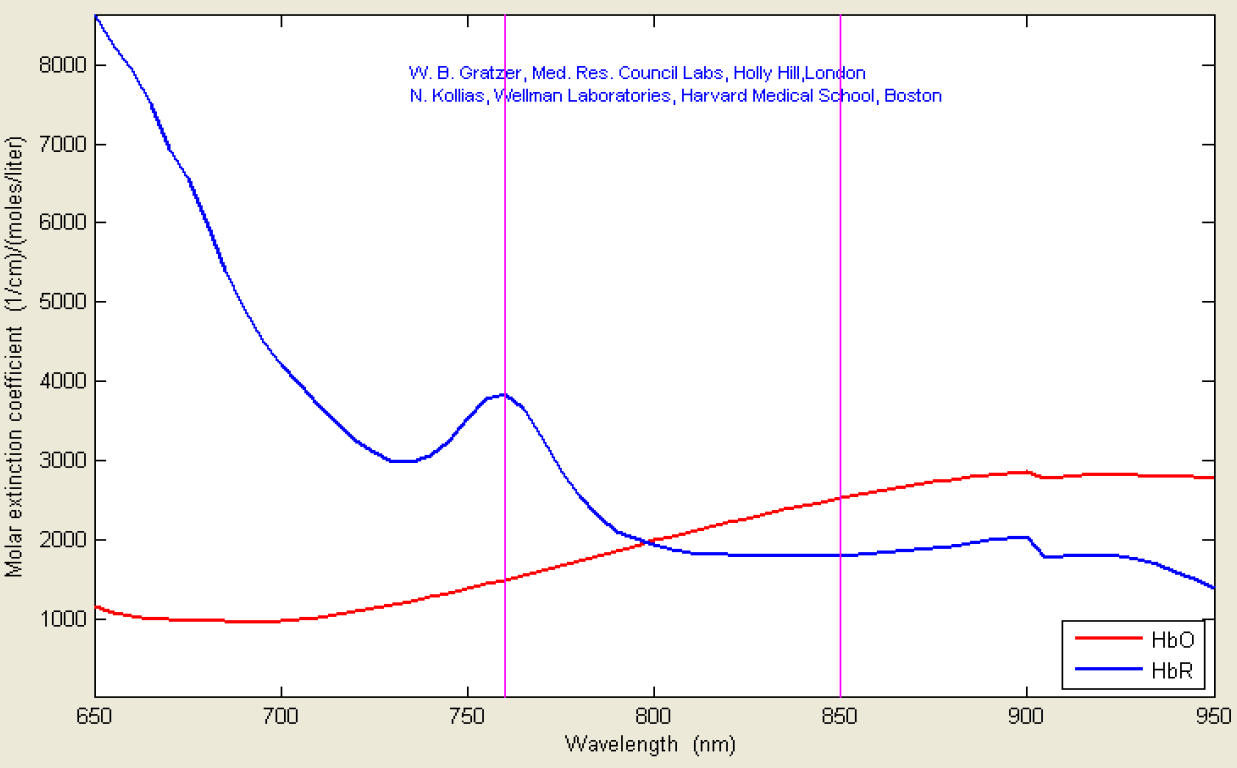 W. B. Gratzer, Med. Res. Council Labs, Holly Hill,London
N. Kollias, Wellman Laboratories, Harvard Medical School, Boston
Molar extinction coefficient (1/cm)/(moles/liter)
8000
7000
6000
5000
4000
3000
2000
1000
HbO
HbR
650 700 750 800 850 900 950
Wavelength (nm)